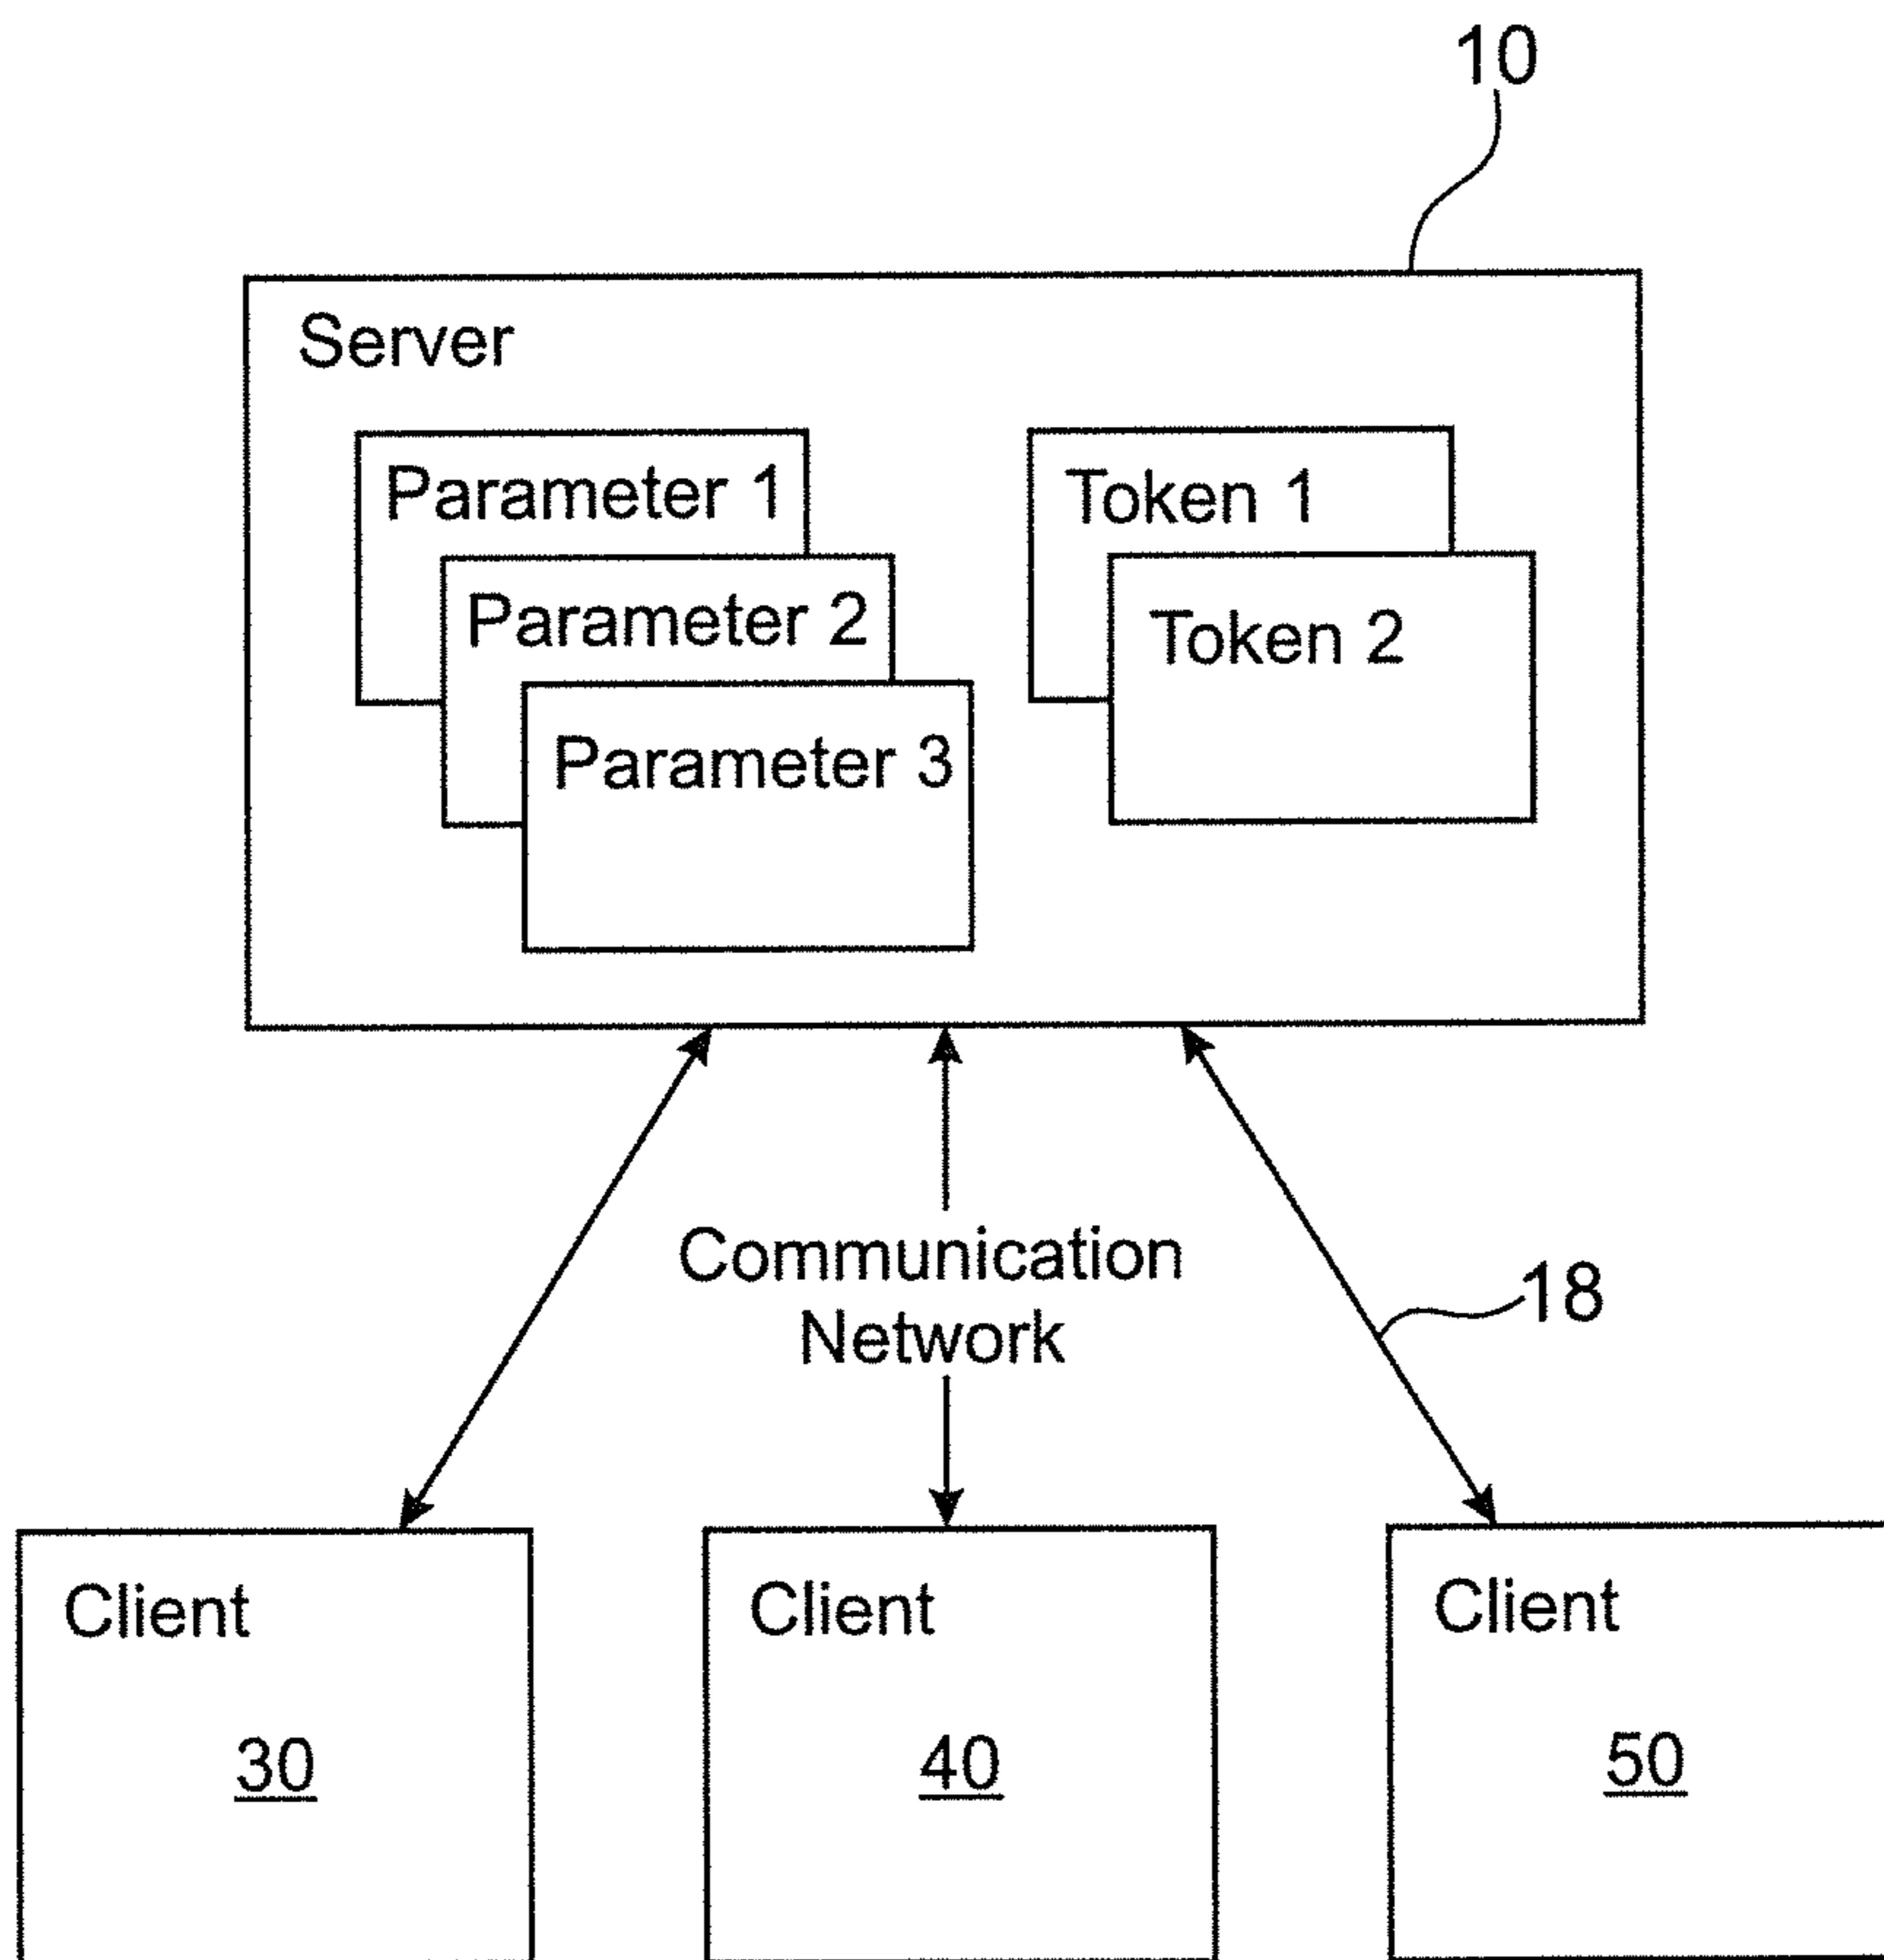 10
Server
Parameter 1
Parameter 2
Parameter 3
Token 1
Token 2
Communication
Network
18
Client
30
Client
40
Client
50